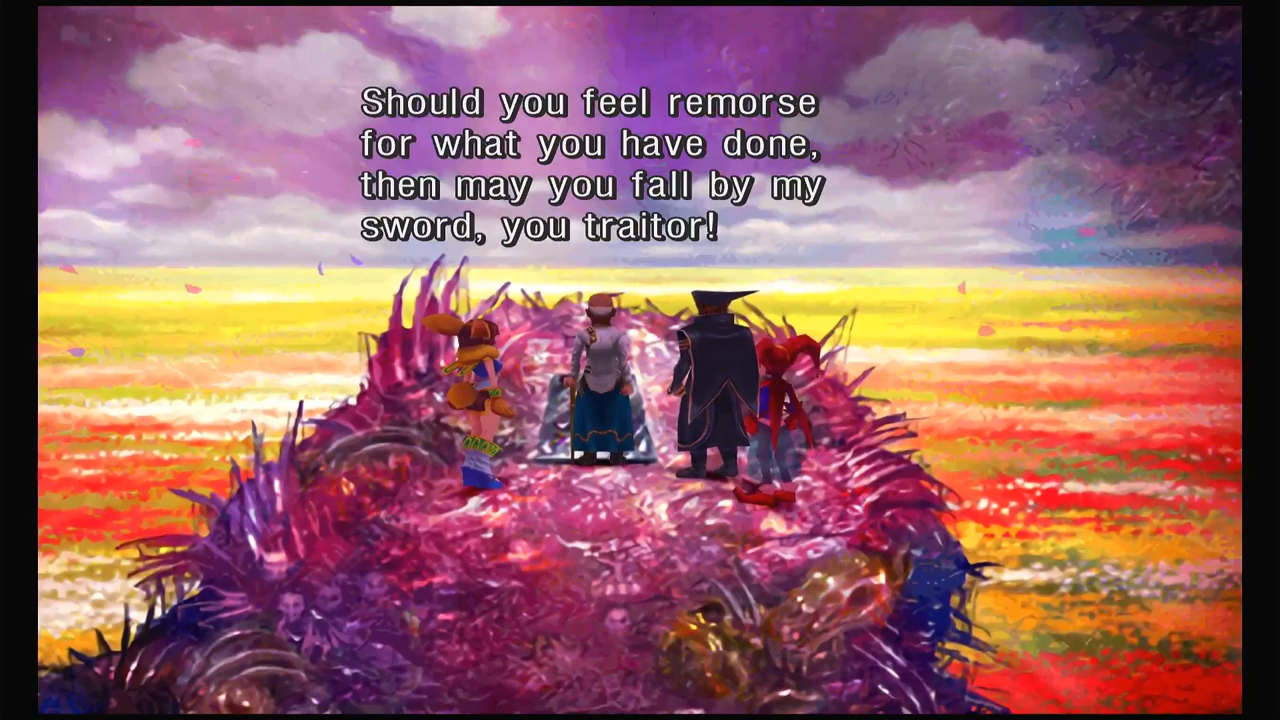 Should you feel remorse
for what you have done,
then may you fall by my
sword, you traitor!